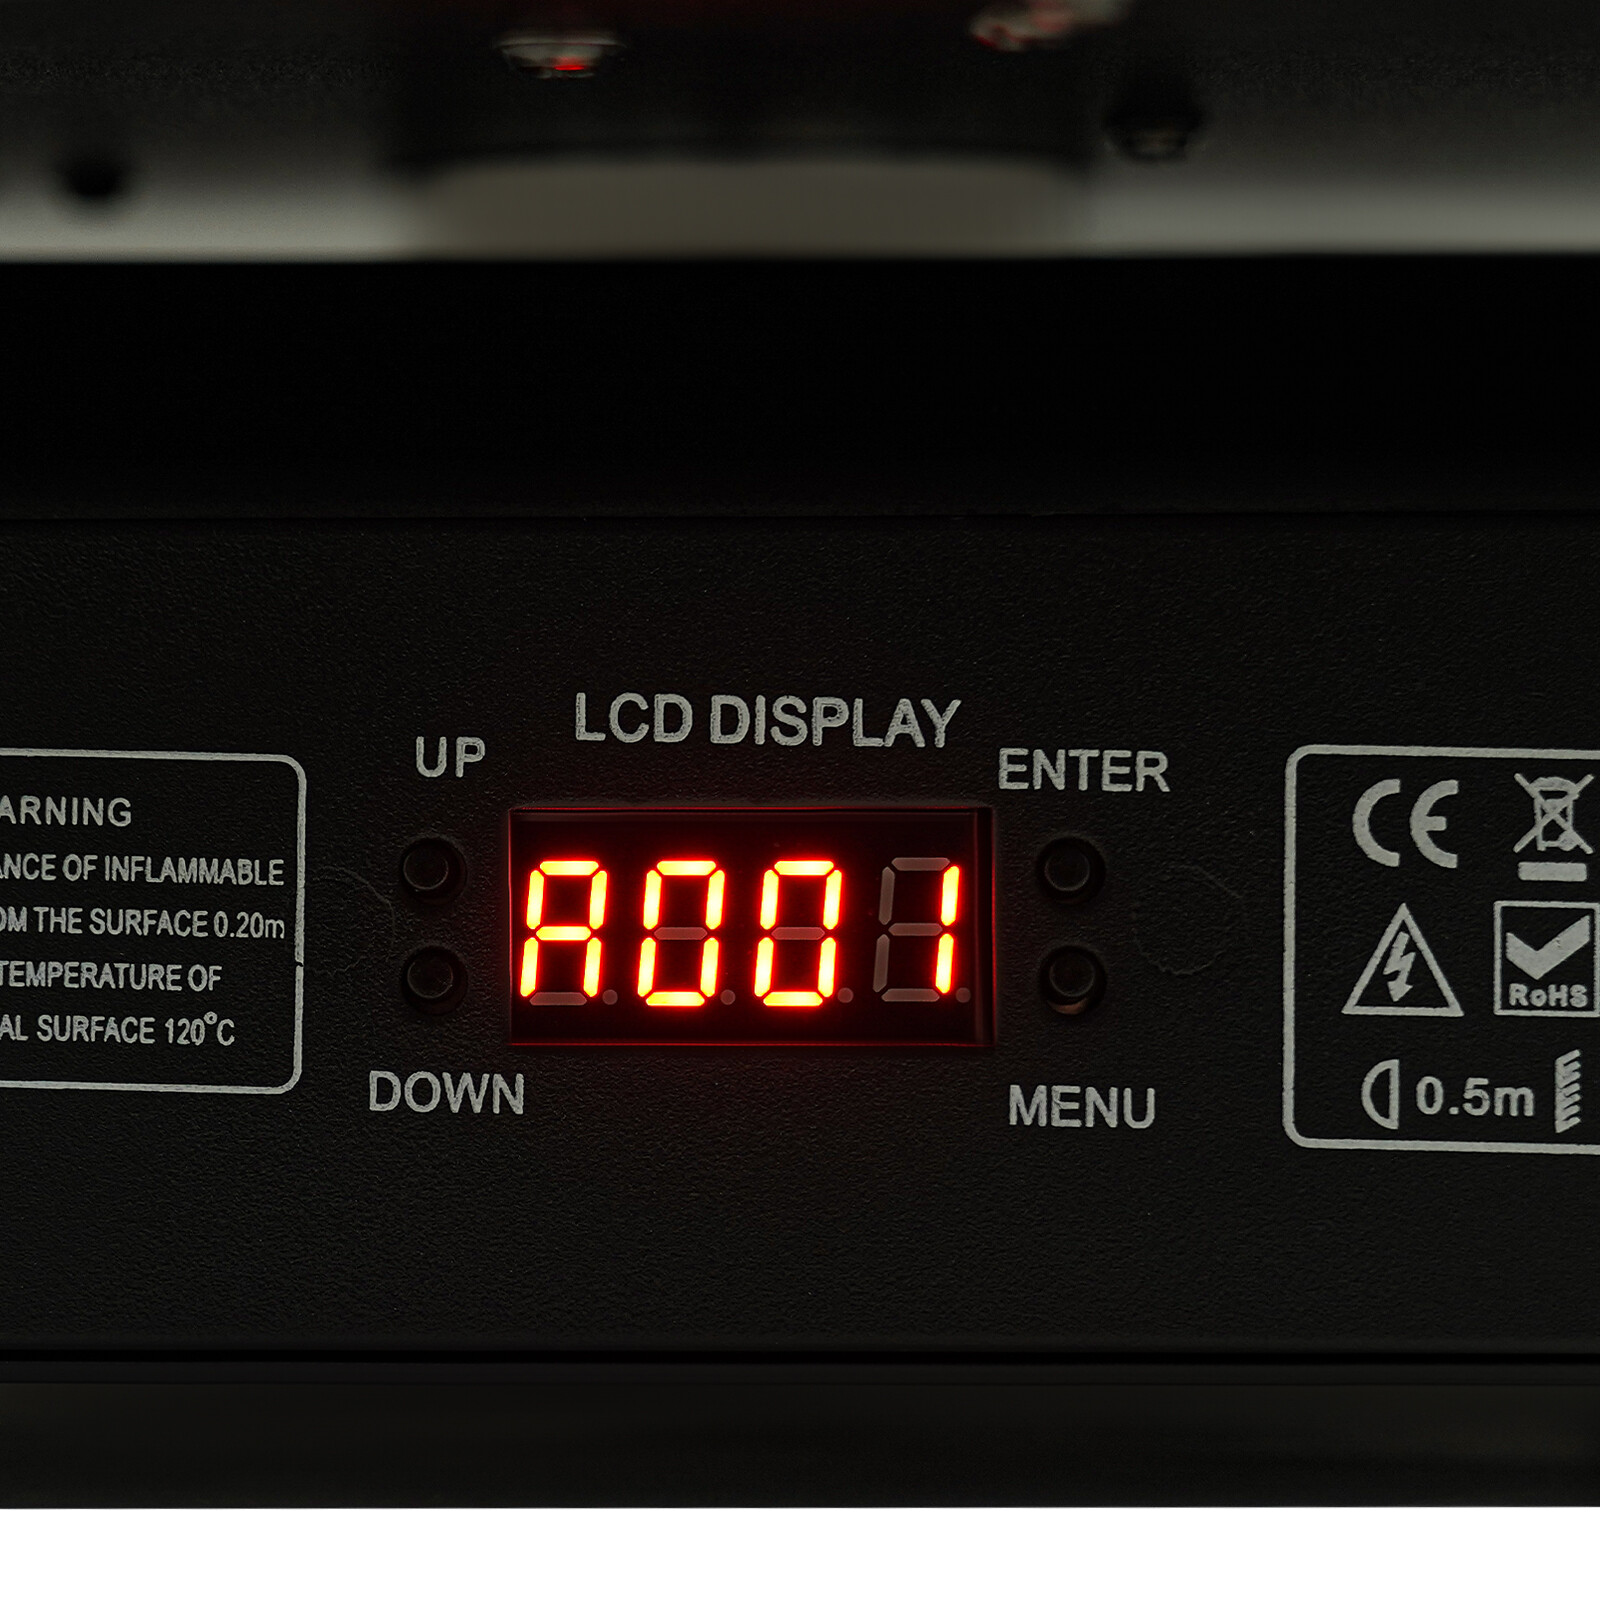 LCD DISPLAY
UP
ENTER
A001
DOWN
MENU
ARNING
ANCE OF INFLAMMABLE
OM THE SURFACE 0.20m
TEMPERATURE OF
AL SURFACE 120°C
CE
RoHS
0.5m